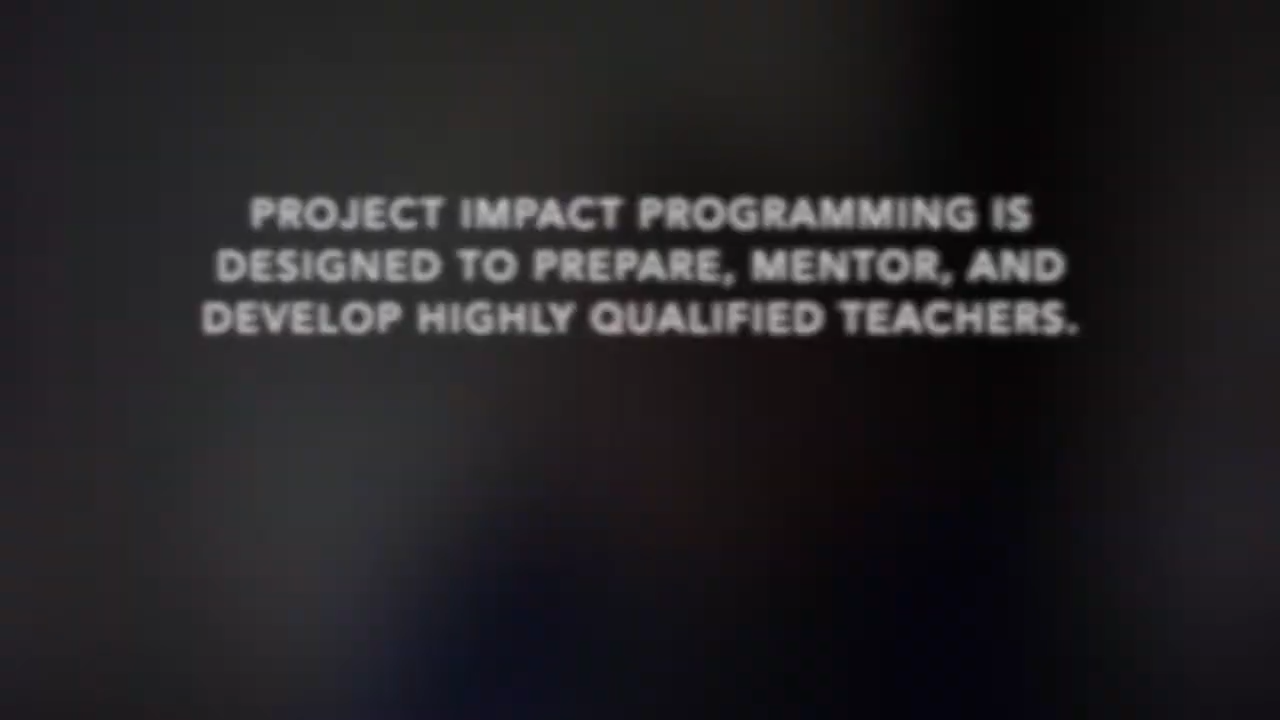 PROJECT IMPACT PROGRAMMING IS
DESIGNED TO PREPARE, MENTOR, AND
DEVELOP HIGHLY QUALIFIED TEACHERS.